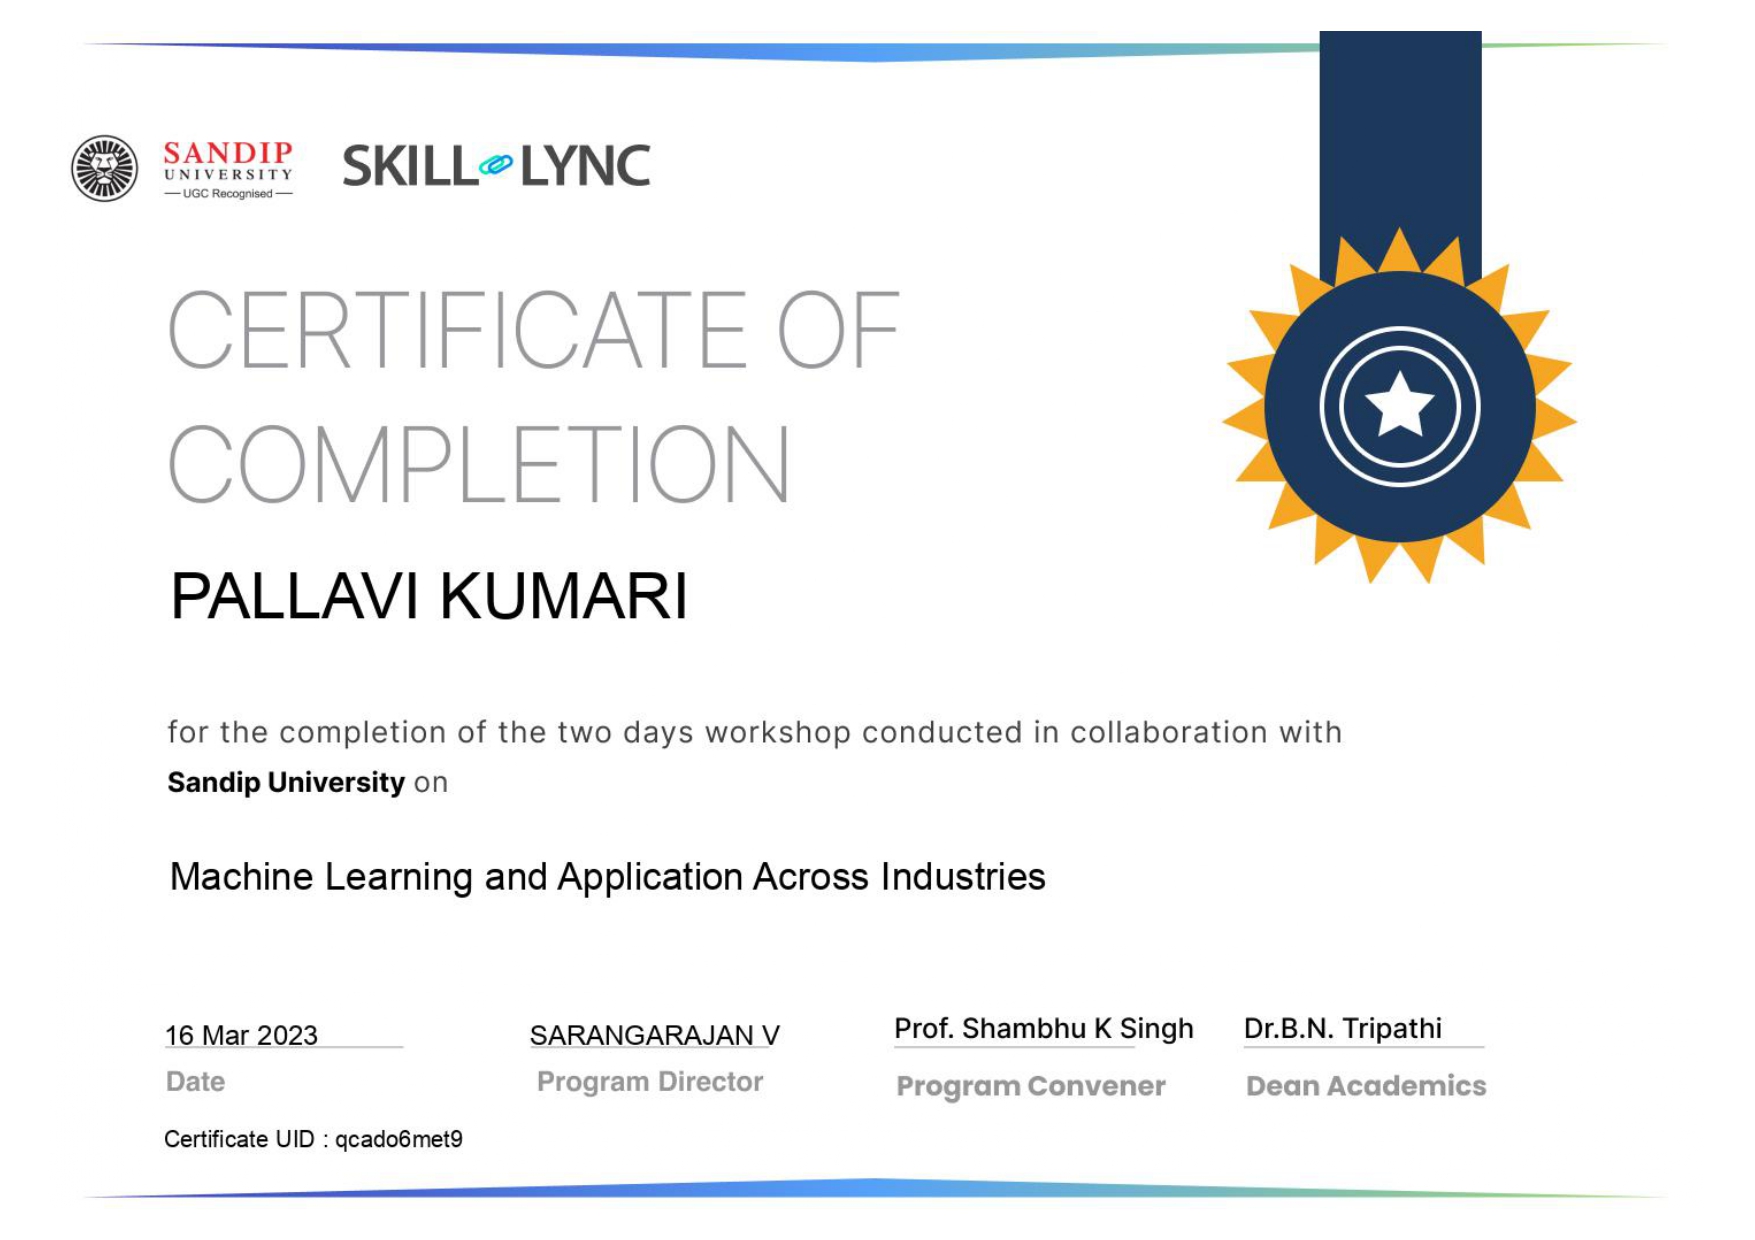 SANDIP
UNIVERSITY
UGC Recognised
SKILL LYNC
CERTIFICATE OF
COMPLETION
PALLAVI KUMARI
for the completion of the two days workshop conducted in collaboration with
Sandip University on
Machine Learning and Application Across Industries
16 Mar 2023
Date
SARANGARAJAN V
Program Director
Prof. Shambhu K Singh
Program Convener
Dr.B.N. Tripathi
Dean Academics
Certificate UID : qcado6met9